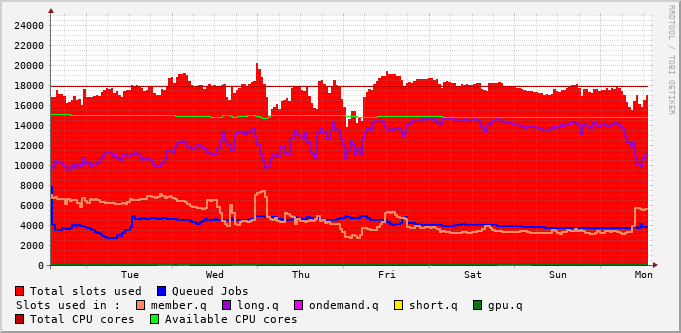 24000
22000
20000
18000
16000
14000
12000
10000
8000
6000
4000
2000
0
Tue Wed Thu Fri Sat Sun Mon
RRDTOOL / TOBI OETIKER
Total slots used Queued Jobs
Slots used in : member.q long.q ondemand.q short.q gpu.q
Total CPU cores Available CPU cores